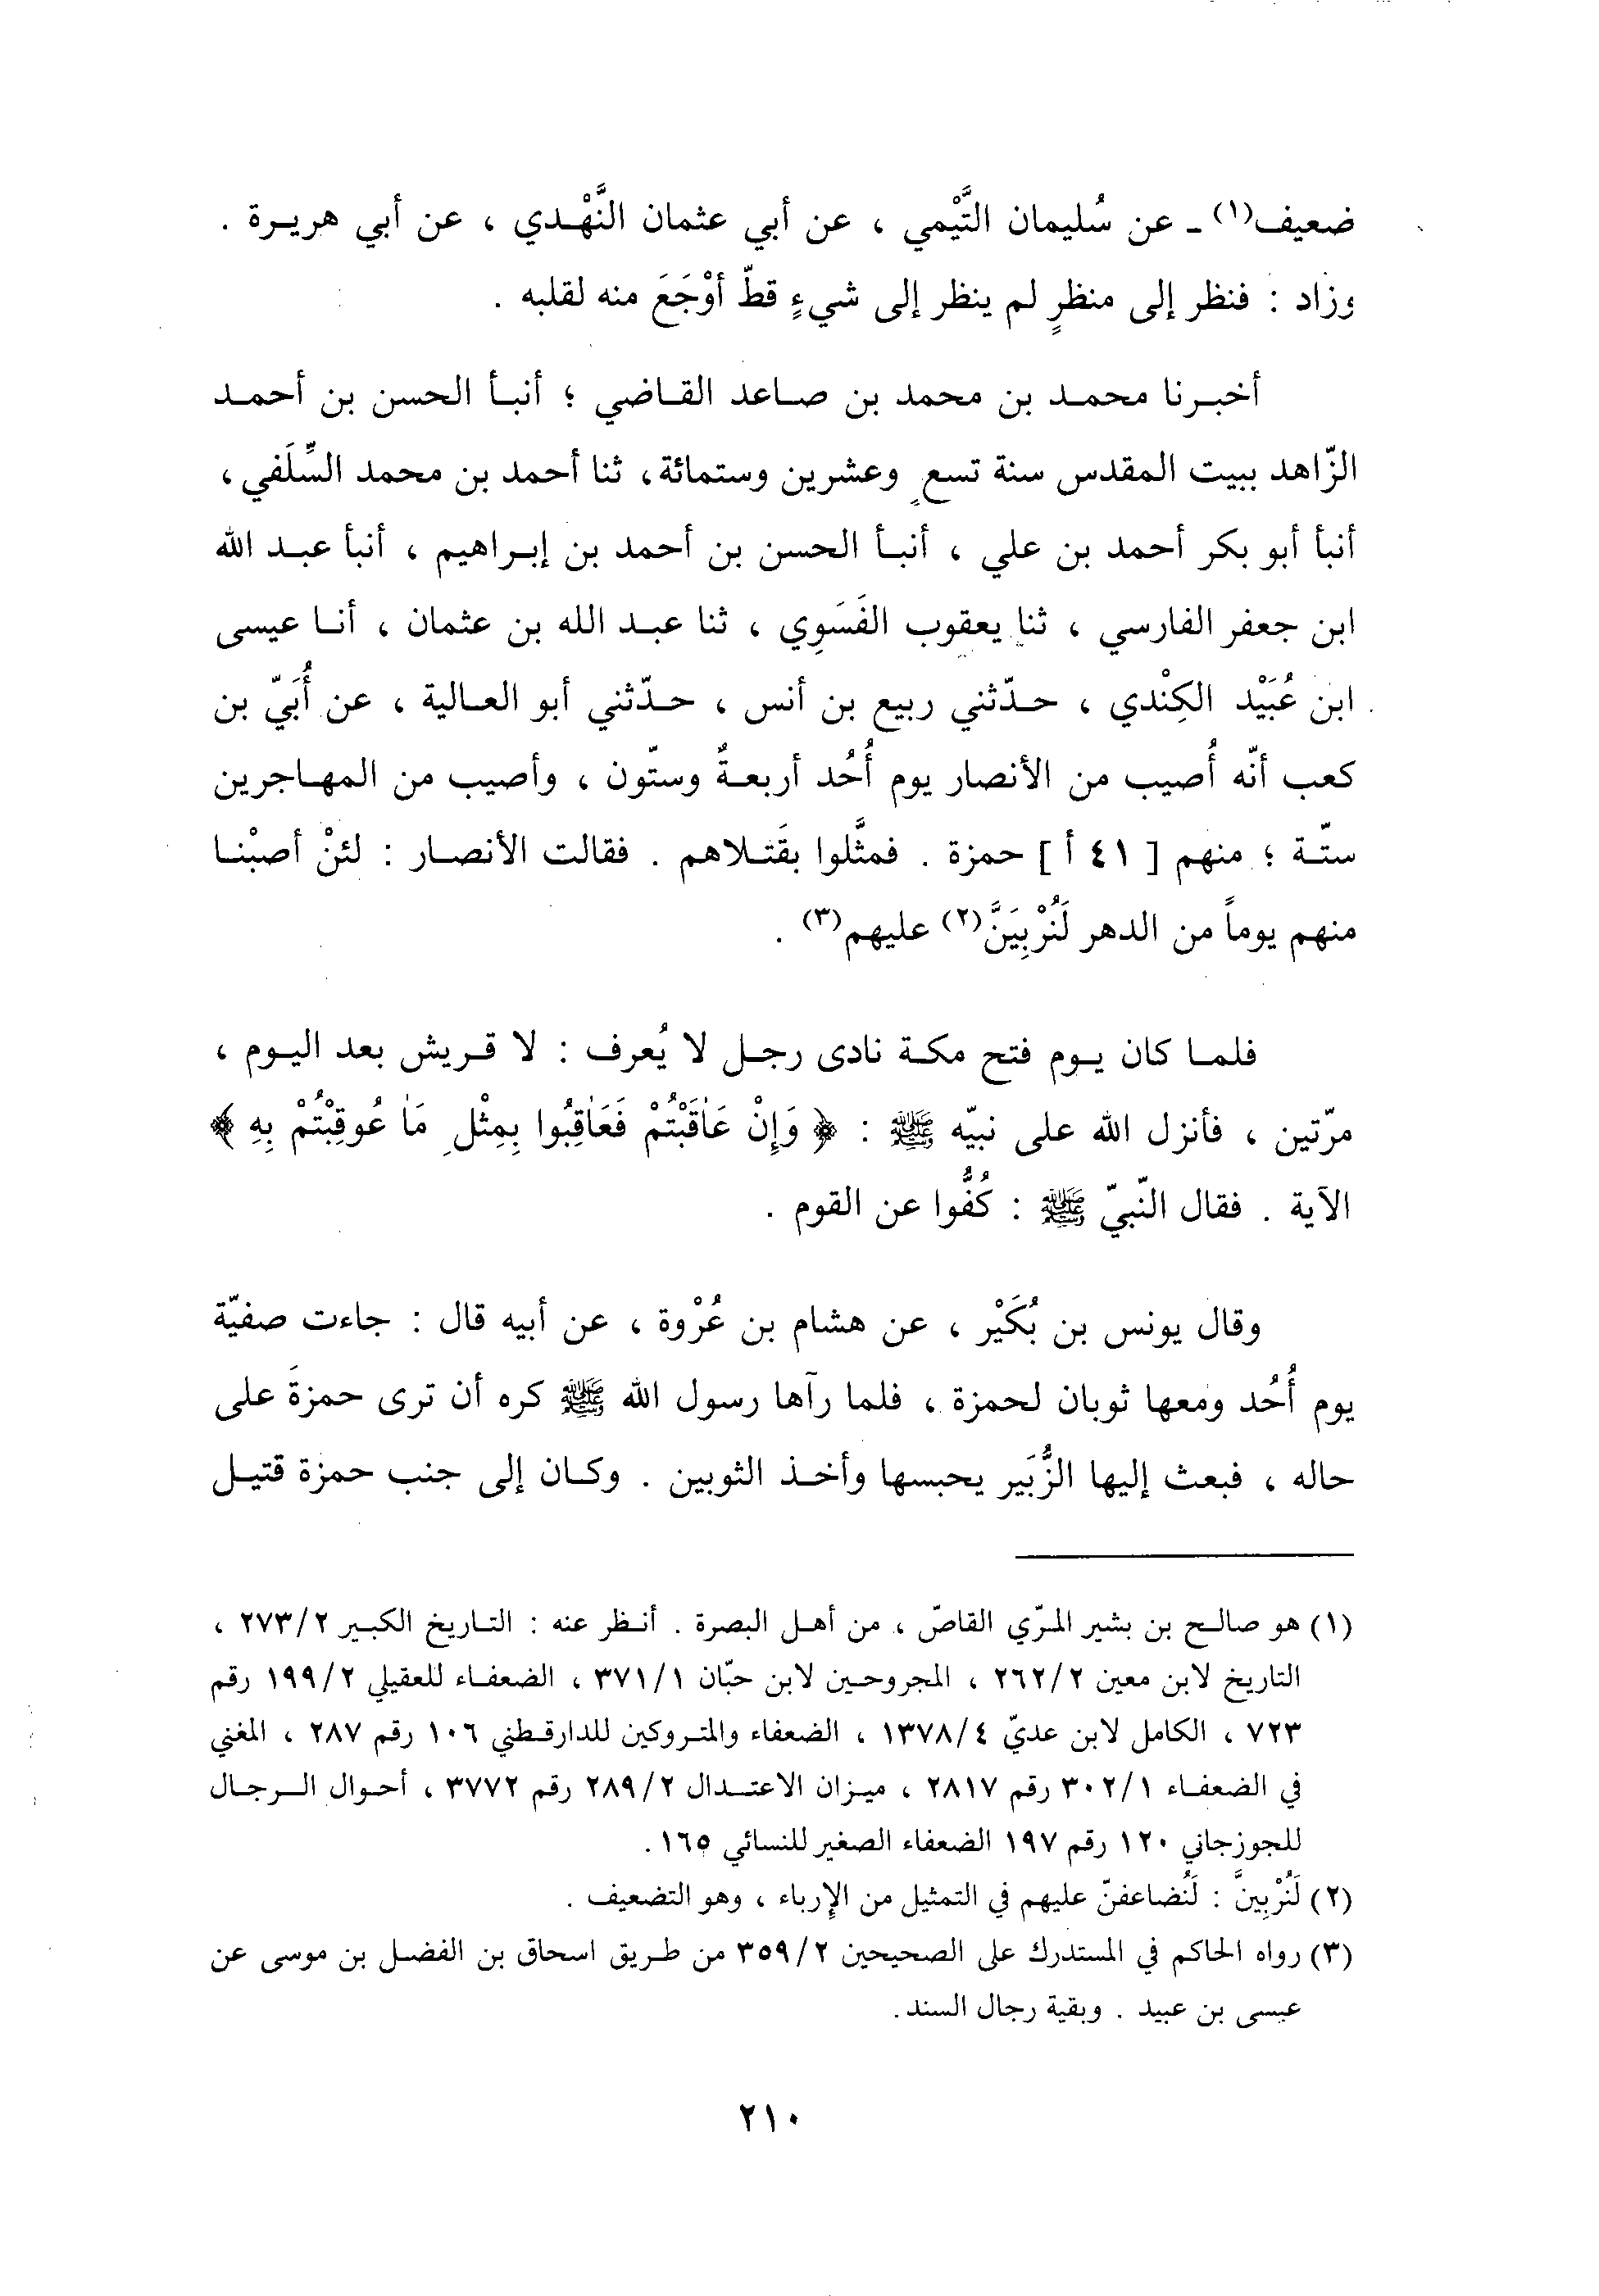 ضعيف(١) ـ عن سُليمان التَّيْمي ، عن أبي عثمان النَّهْدي ، عن أبي هريرة .
وزاد : فنظر إلى منظرٍ لم ينظر إلى شيءٍ قطّ أوْجَعَ منه لقلبه .
أخبرنا محمد بن محمد بن صاعد القاضي ؛ أنبأ الحسن بن أحمد
الزّاهد ببيت المقدس سنة تسعٍ وعشرين وستمائة، ثنا أحمد بن محمد السِّلَفي،
أنبأ أبو بكر أحمد بن علي ، أنبأ الحسن بن أحمد بن إبراهيم ، أنبأ عبد الله
ابن جعفر الفارسي ، ثنا يعقوب الفَسَوِي ، ثنا عبد الله بن عثمان ، أنا عيسى
ابن عُبَيْد الكِنْدي ، حدّثني ربيع بن أنس ، حدّثني أبو العالية ، عن أُبَيّ بن
كعب أنّه أُصيب من الأنصار يوم أُحُد أربعةٌ وستّون ، وأصيب من المهاجرين
ستّة ؛ منهم [ ٤١ أ ] حمزة . فمثَّلوا بقَتلاهم . فقالت الأنصار : لئنْ أصبْنا
منهم يوماً من الدهر لَنُرْبِيَنَّ(٢) عليهم(٣) .
فلما كان يوم فتح مكة نادى رجل لا يُعرف : لا قريش بعد اليوم ،
مرّتين ، فأنزل الله على نبيّه ﷺ : ﴿ وَإِنْ عَاقَبْتُمْ فَعَاقِبُوا بِمِثْلِ مَا عُوقِبْتُمْ بِهِ ﴾
الآية . فقال النّبيّ ﷺ : كُفُّوا عن القوم .
وقال يونس بن بُكَيْر ، عن هشام بن عُرْوة ، عن أبيه قال : جاءت صفيّة
يوم أُحُد ومعها ثوبان لحمزة ، فلما رآها رسول الله ﷺ كره أن ترى حمزةَ على
حاله ، فبعث إليها الزُّبَير يحبسها وأخذ الثوبين . وكان إلى جنب حمزة قتيل
(١) هو صالح بن بشير المرّي القاصّ ، من أهل البصرة . أنظر عنه : التاريخ الكبير ٢٧٣/٢ ،
التاريخ لابن معين ٢٦٢/٢ ، المجروحين لابن حبّان ٣٧١/١ ، الضعفاء للعقيلي ١٩٩/٢ رقم
٧٢٣ ، الكامل لابن عديّ ١٣٧٨/٤ ، الضعفاء والمتروكين للدارقطني ١٠٦ رقم ٢٨٧ ، المغني
في الضعفاء ٣٠٢/١ رقم ٢٨١٧ ، ميزان الاعتدال ٢٨٩/٢ رقم ٣٧٧٢ ، أحوال الرجال
للجوزجاني ١٢٠ رقم ١٩٧ الضعفاء الصغير للنسائي ١٦٥.
(٢) لَنُرْبِينَّ : لَنُضاعفنّ عليهم في التمثيل من الإرباء ، وهو التضعيف .
(٣) رواه الحاكم في المستدرك على الصحيحين ٣٥٩/٢ من طريق اسحاق بن الفضل بن موسى عن
عيسى بن عبيد . وبقية رجال السند.
٢١٠